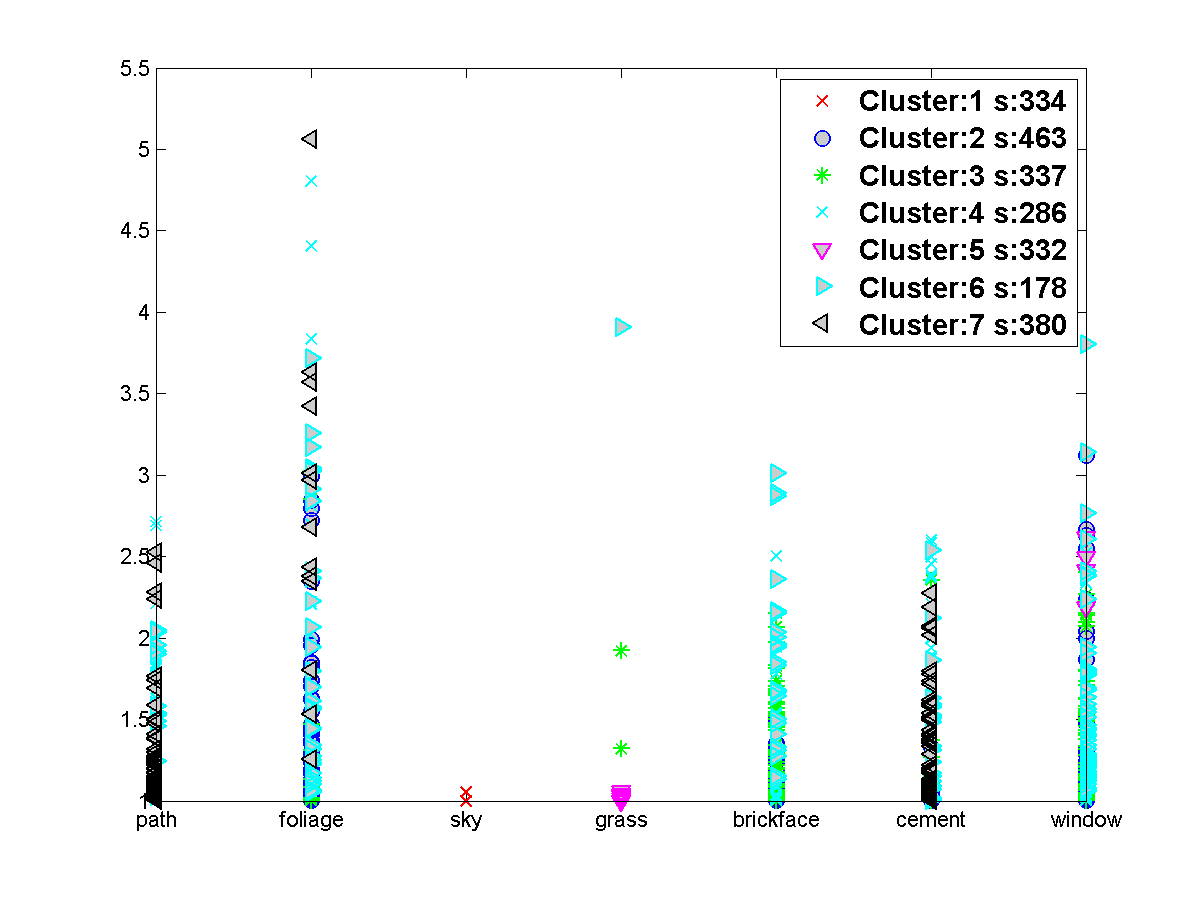 5.5
5
4.5
4
3.5
3
2.5
2
1.5
1
path foliage sky grass brickface cement window
Cluster:1 s:334
Cluster:2 s:463
Cluster:3 s:337
Cluster:4 s:286
Cluster:5 s:332
Cluster:6 s:178
Cluster:7 s:380